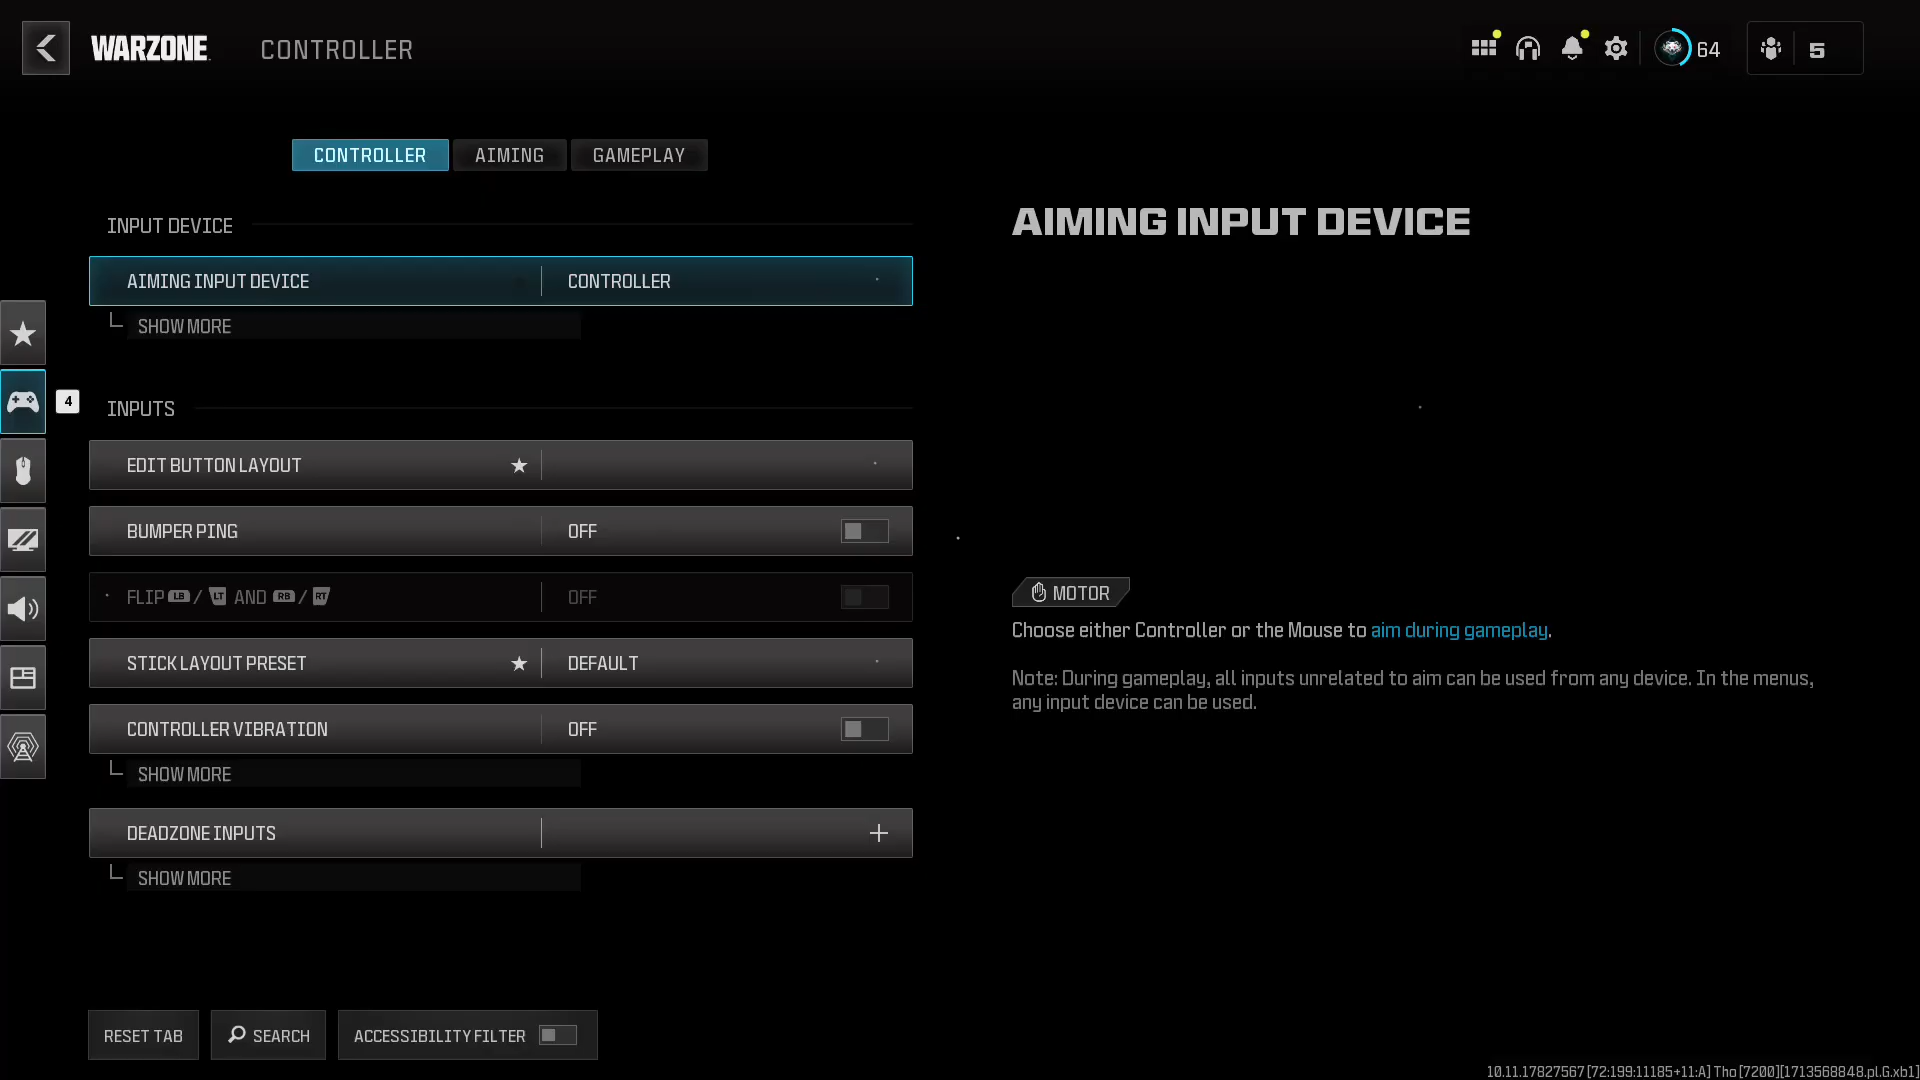 WARZONE
CONTROLLER
64
5
CONTROLLER
AIMING
GAMEPLAY
INPUT DEVICE
AIMING INPUT DEVICE
CONTROLLER
SHOW MORE
4
INPUTS
EDIT BUTTON LAYOUT
BUMPER PING
OFF
FLIP LB / LT AND RB / RT
OFF
STICK LAYOUT PRESET
DEFAULT
CONTROLLER VIBRATION
OFF
SHOW MORE
DEADZONE INPUTS
SHOW MORE
AIMING INPUT DEVICE
MOTOR
Choose either Controller or the Mouse to aim during gameplay.
Note: During gameplay, all inputs unrelated to aim can be used from any device. In the menus,
any input device can be used.
RESET TAB
SEARCH
ACCESSIBILITY FILTER
10.11.17827567 [72:199:11185+11:A] Tho [7200][1713568848.pl.G.xb1]